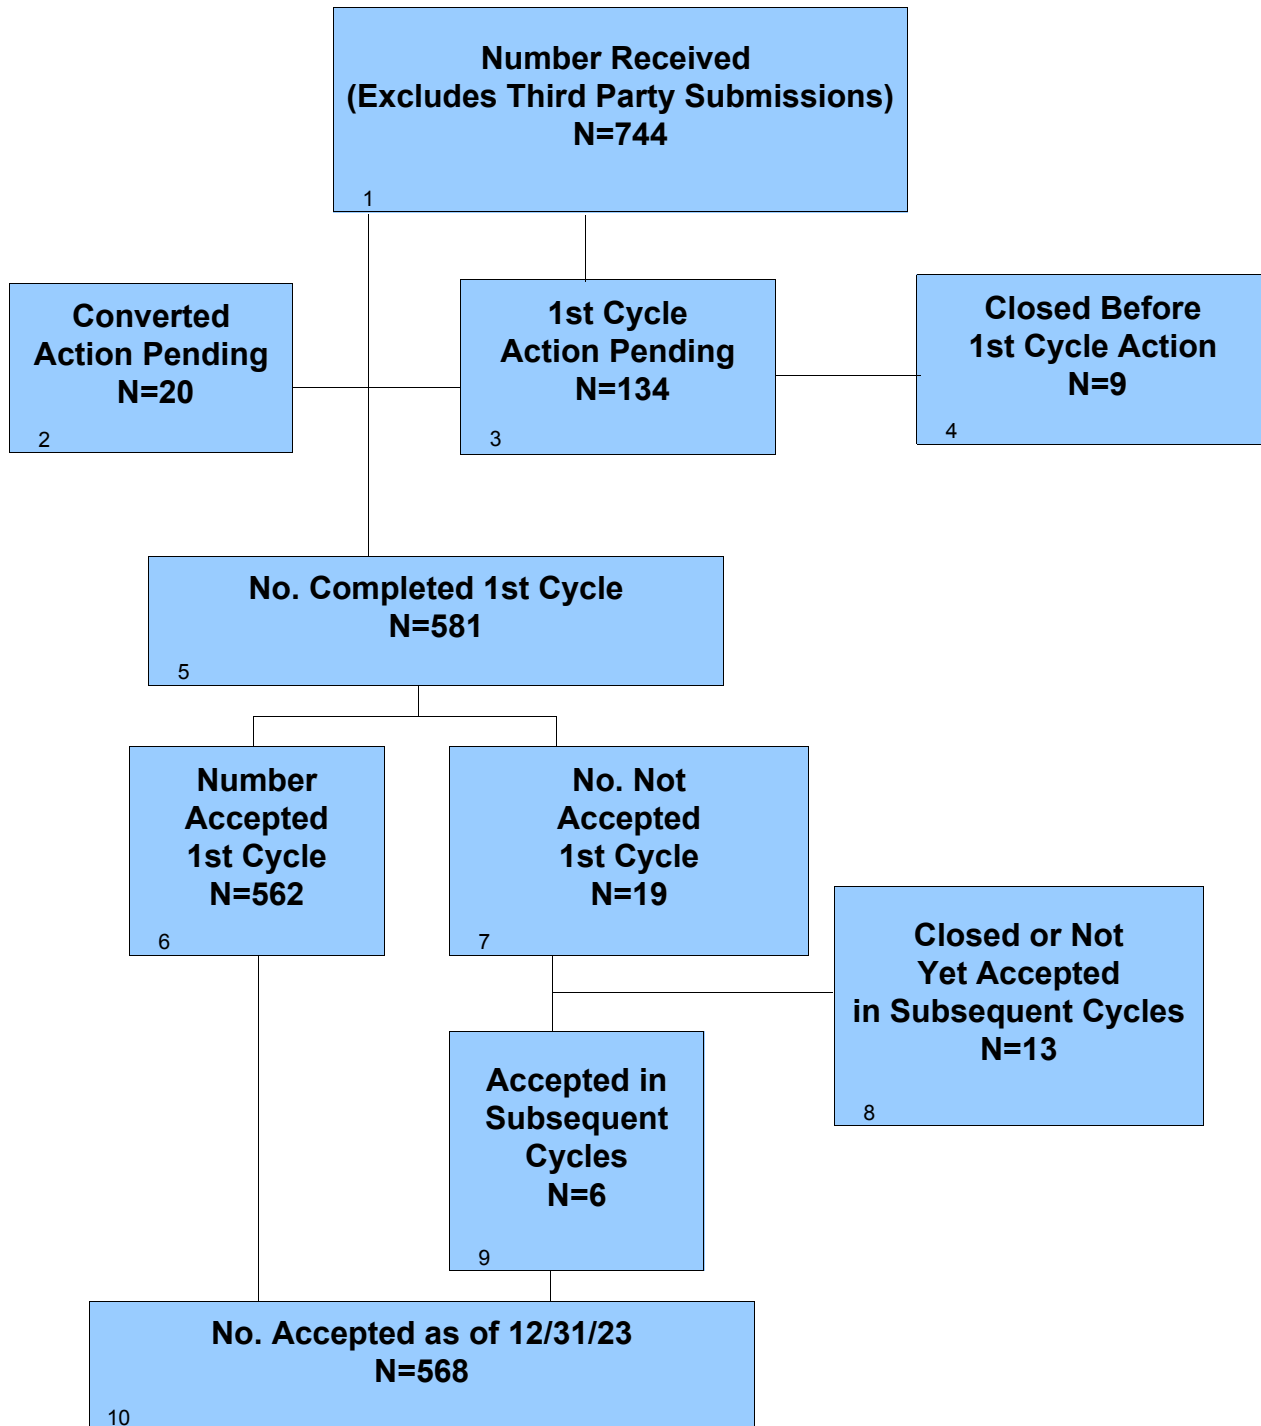 Number Received
(Excludes Third Party Submissions)
N=744
1
Converted
Action Pending
N=20
2
1st Cycle
Action Pending
N=134
3
Closed Before
1st Cycle Action
N=9
4
No. Completed 1st Cycle
N=581
5
Number
Accepted
1st Cycle
N=562
6
No. Not
Accepted
1st Cycle
N=19
7
Closed or Not
Yet Accepted
in Subsequent Cycles
N=13
8
Accepted in
Subsequent
Cycles
N=6
9
No. Accepted as of 12/31/23
N=568
10